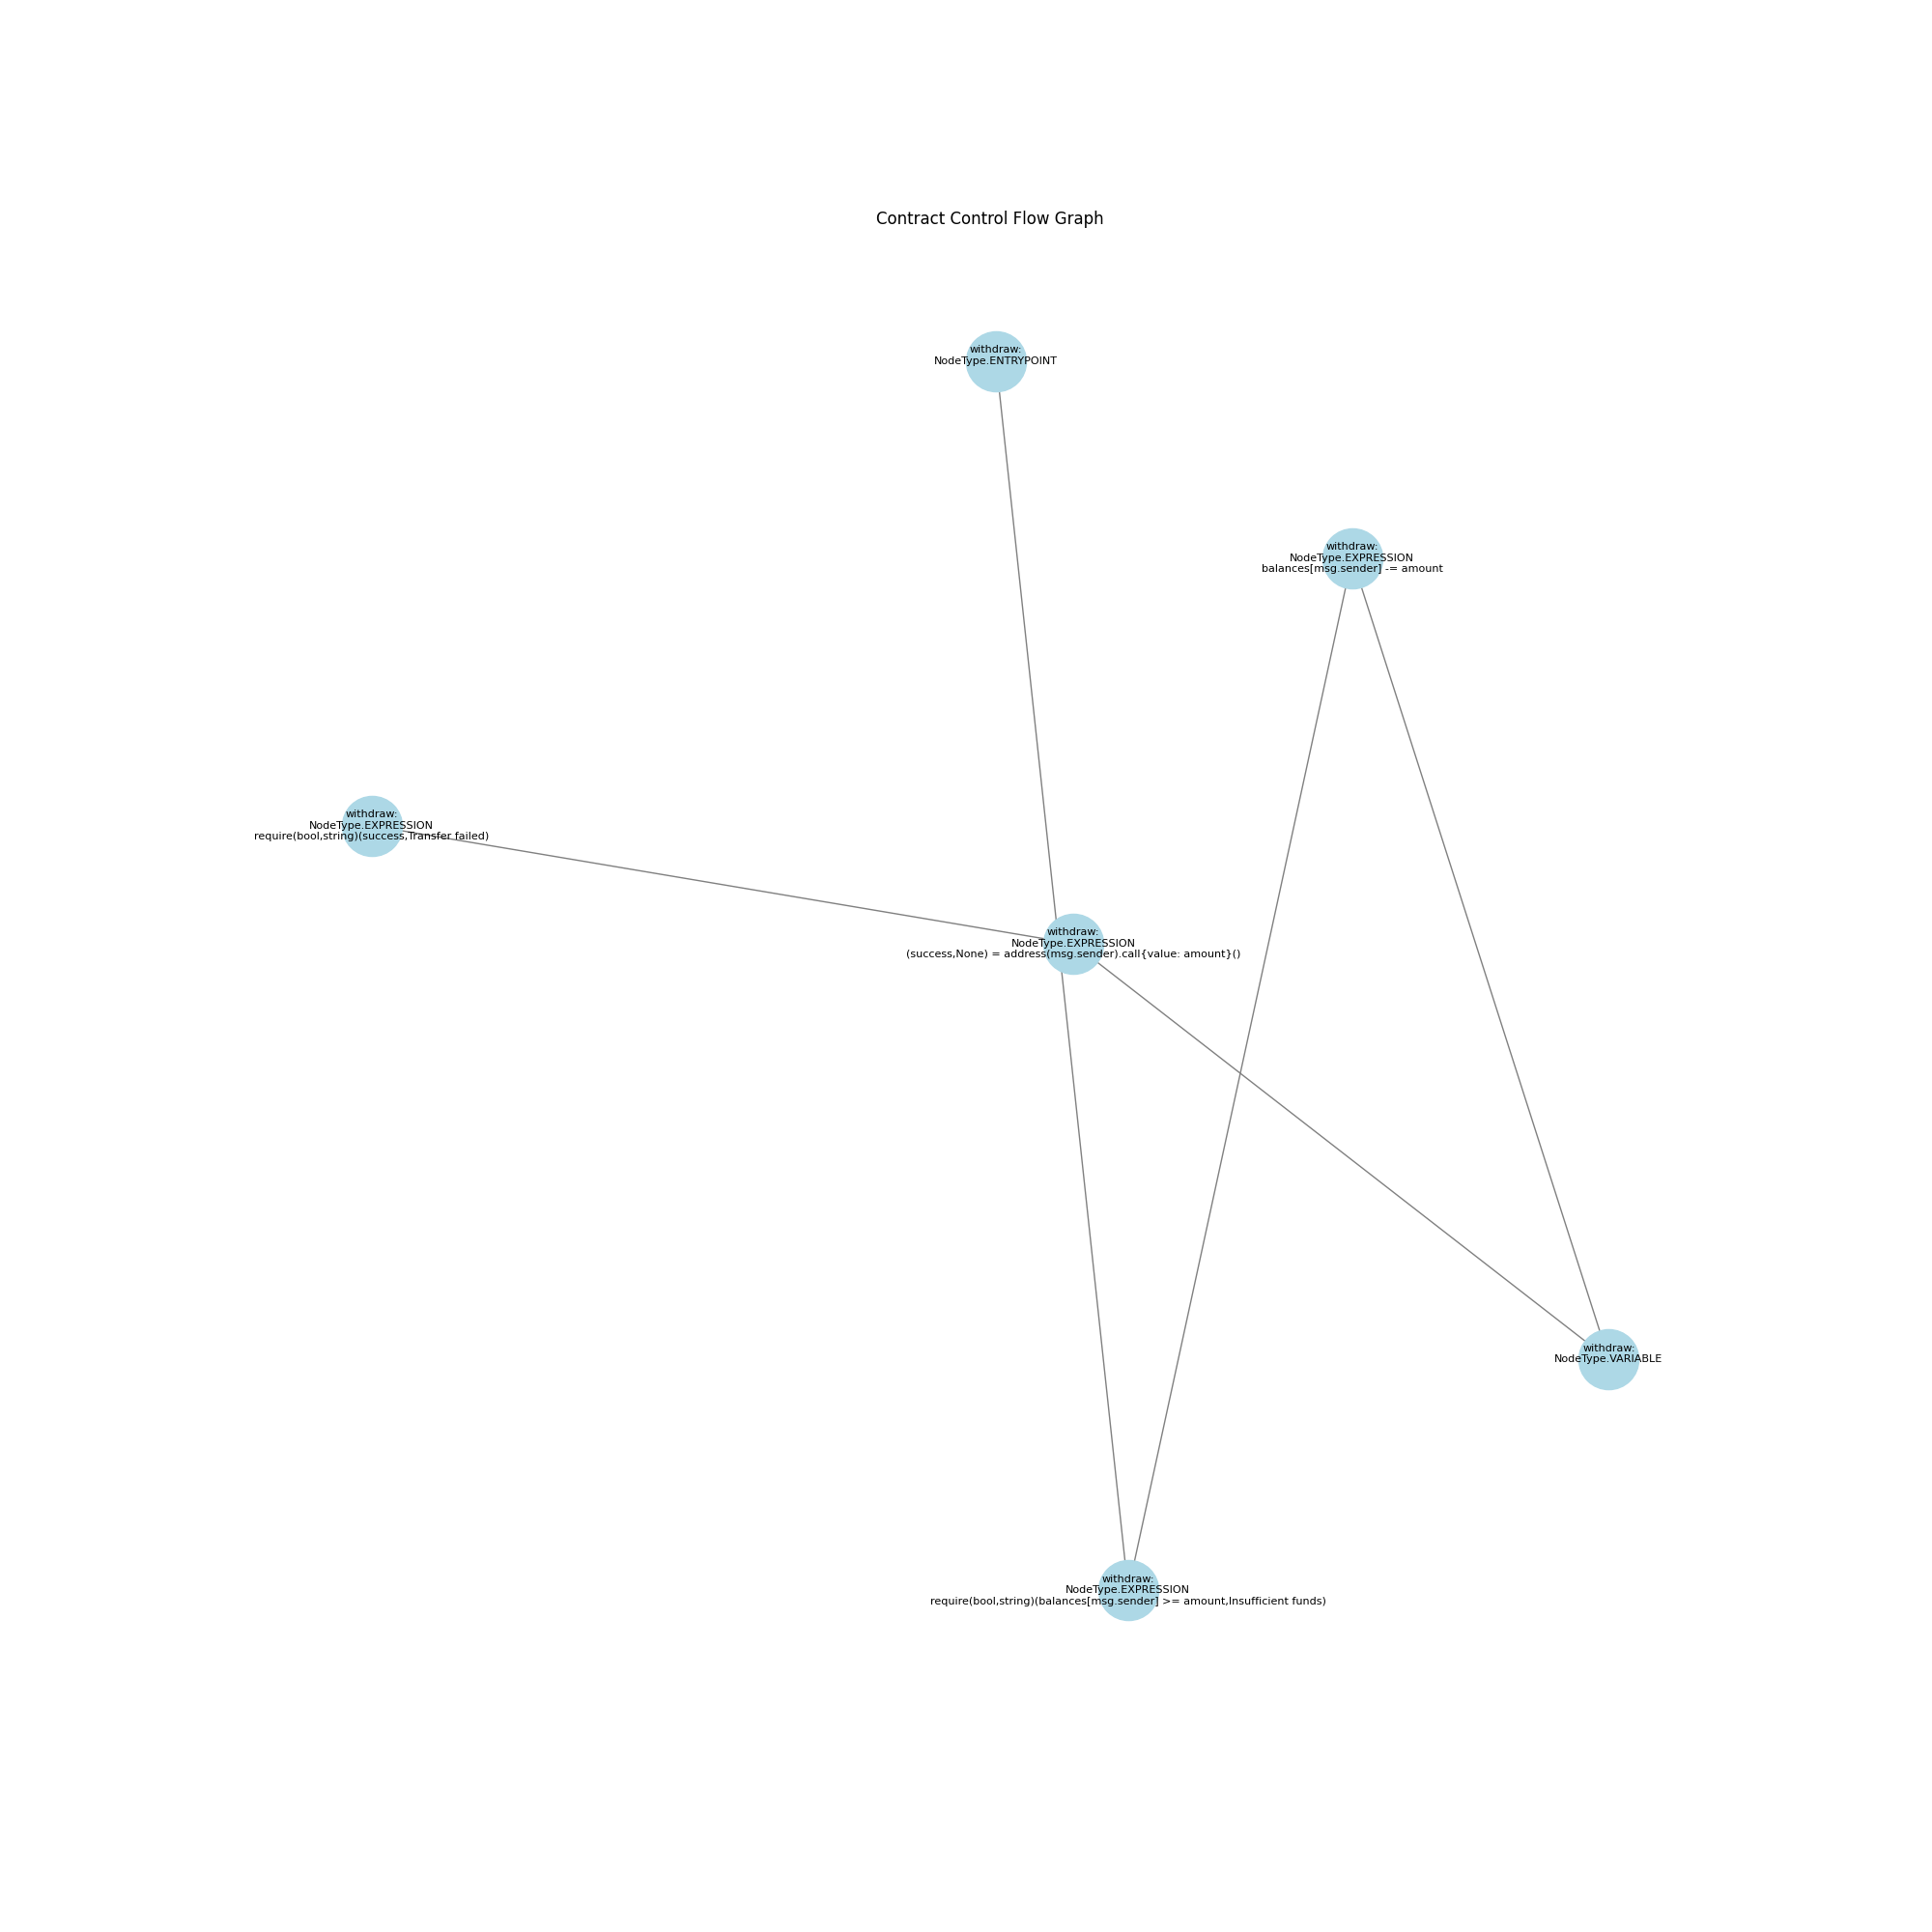 Contract Control Flow Graph
withdraw:
NodeType.ENTRYPOINT
withdraw:
NodeType.EXPRESSION
balances[msg.sender] -= amount
withdraw:
NodeType.EXPRESSION
require(bool,string)(success,Transfer failed)
withdraw:
NodeType.EXPRESSION
(success,None) = address(msg.sender).call{value: amount}()
withdraw:
NodeType.VARIABLE
withdraw:
NodeType.EXPRESSION
require(bool,string)(balances[msg.sender] >= amount,Insufficient funds)